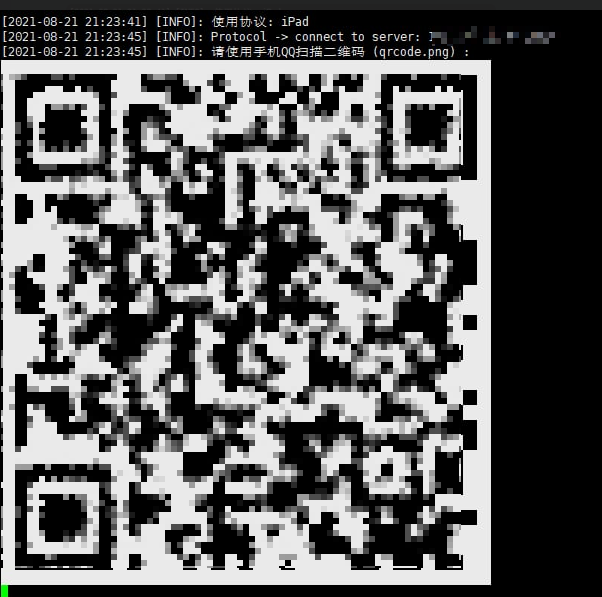 [2021-08-21 21:23:41] [INFO]: 使用协议: iPad
[2021-08-21 21:23:45] [INFO]: Protocol -> connect to server:
[2021-08-21 21:23:45] [INFO]: 请使用手机QQ扫描二维码 (qrcode.png) :